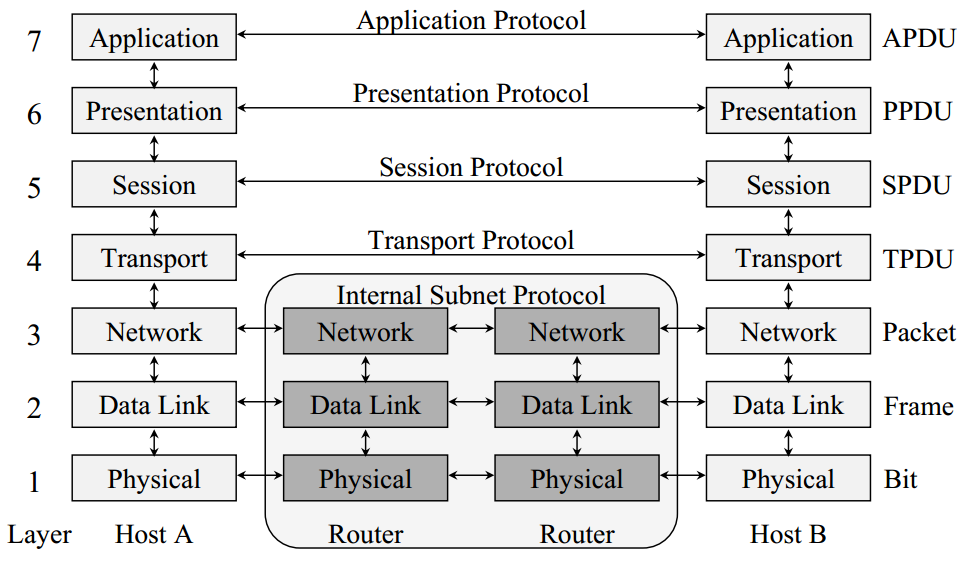 Application Protocol
7 Application Application APDU
Presentation Protocol
6 Presentation Presentation PPDU
Session Protocol
5 Session Session SPDU
Transport Protocol
4 Transport Transport TPDU
Internal Subnet Protocol
3 Network Network Network Network Packet
2 Data Link Data Link Data Link Data Link Frame
1 Physical Physical Physical Physical Bit
Layer Host A Router Router Host B